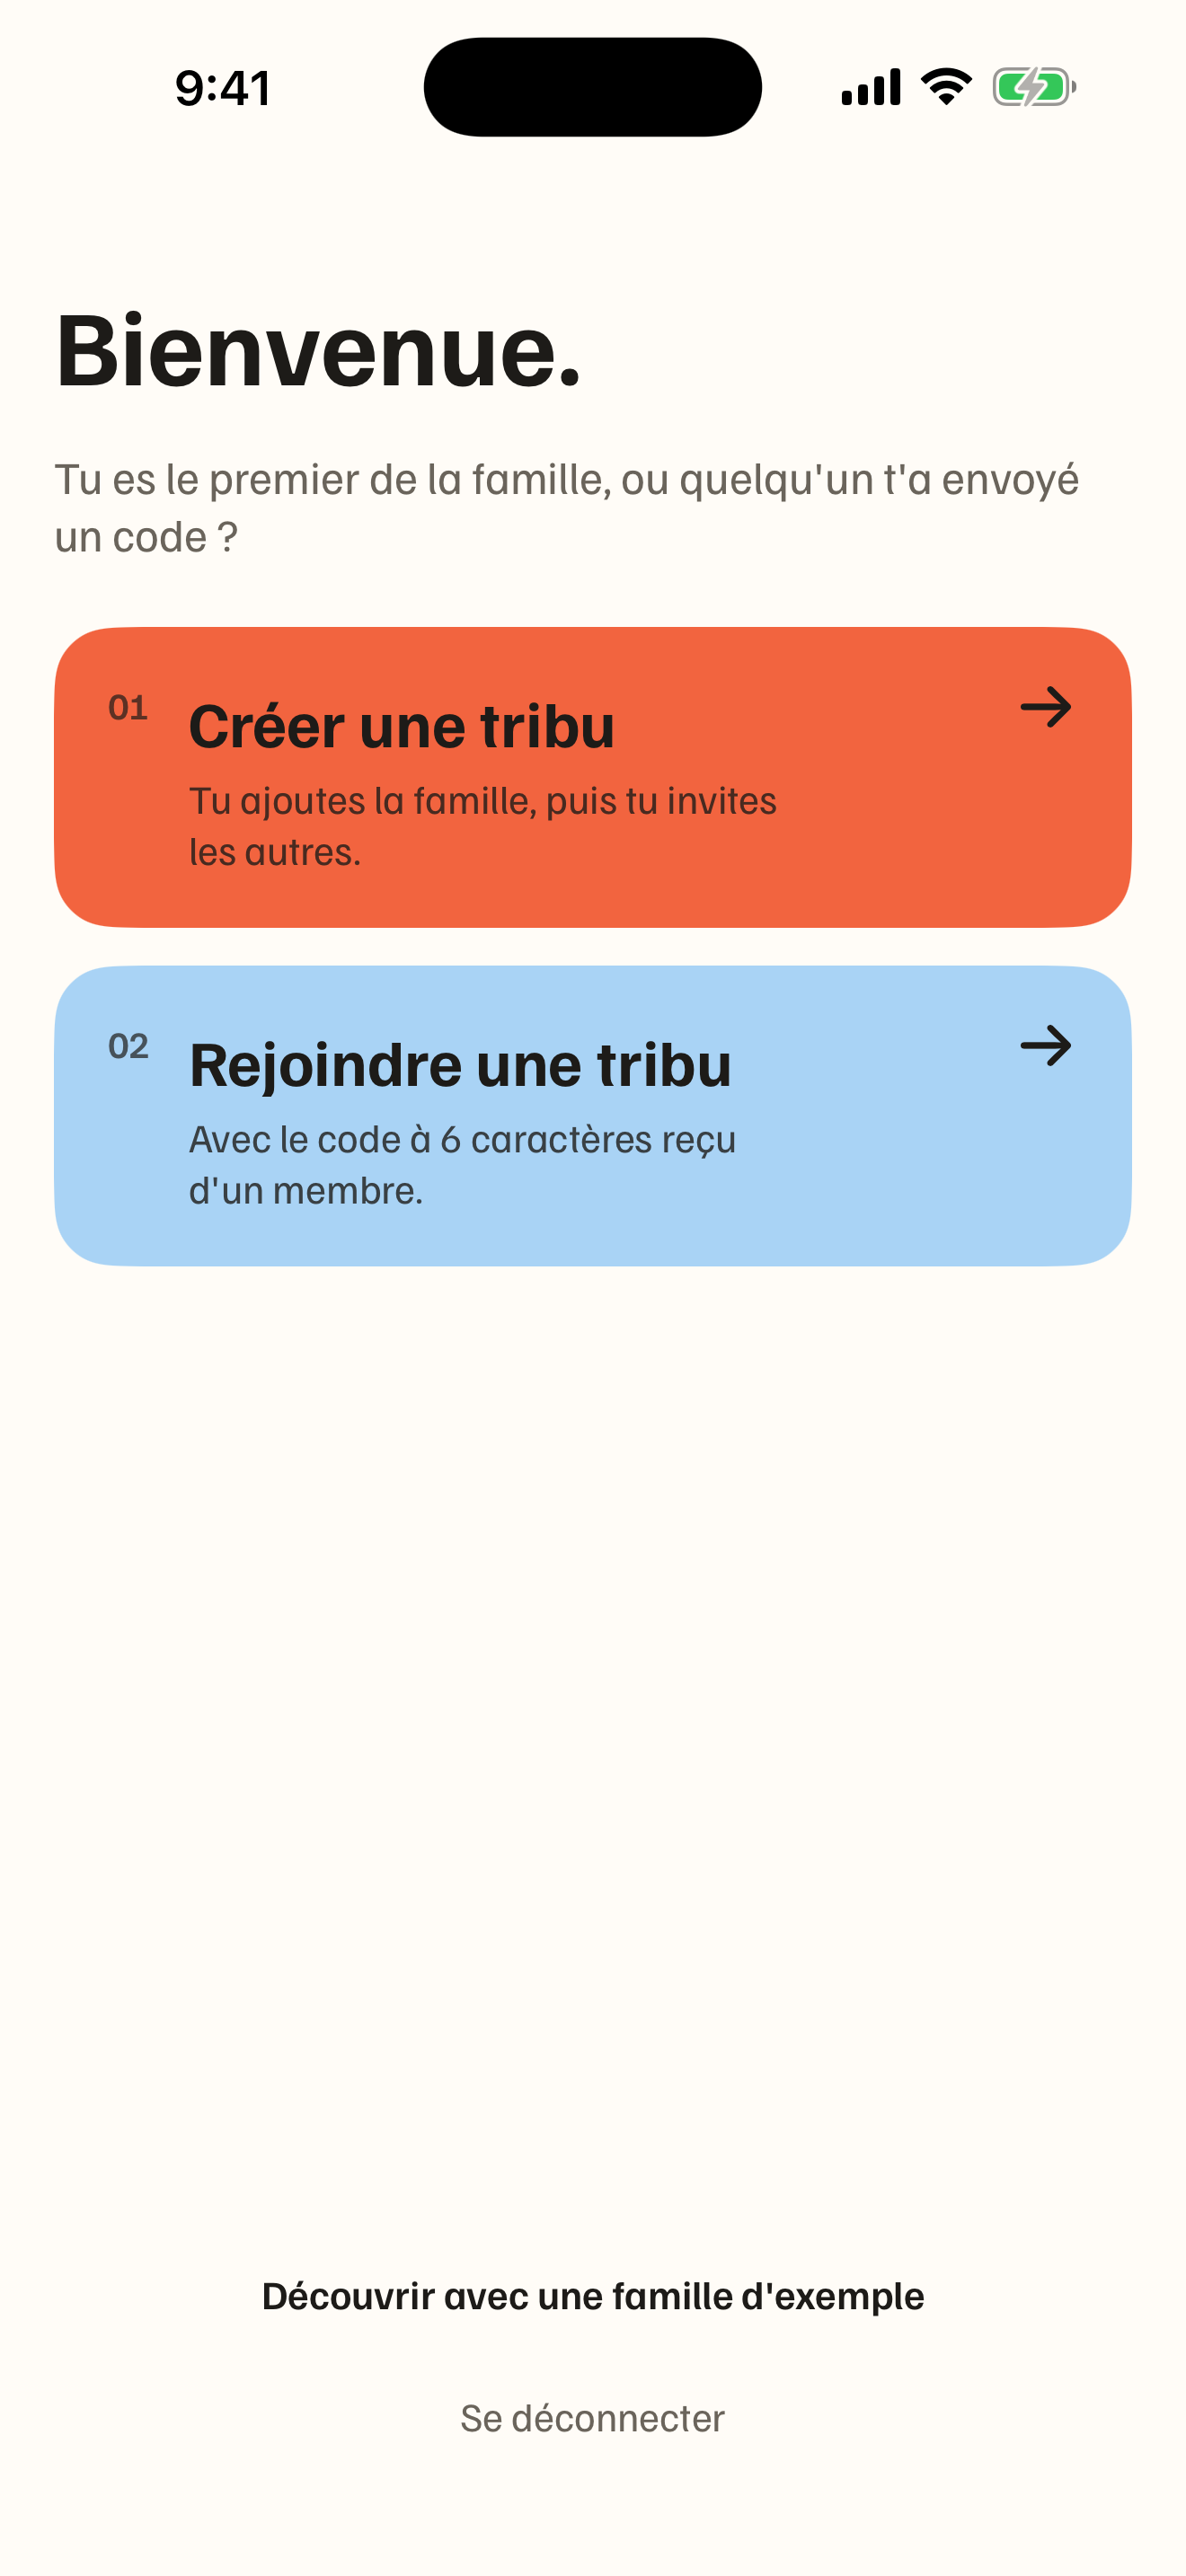 9:41
Bienvenue.
Tu es le premier de la famille, ou quelqu'un t'a envoyé
un code ?
01
Créer une tribu
Tu ajoutes la famille, puis tu invites
les autres.
02
Rejoindre une tribu
Avec le code à 6 caractères reçu
d'un membre.
Découvrir avec une famille d'exemple
Se déconnecter